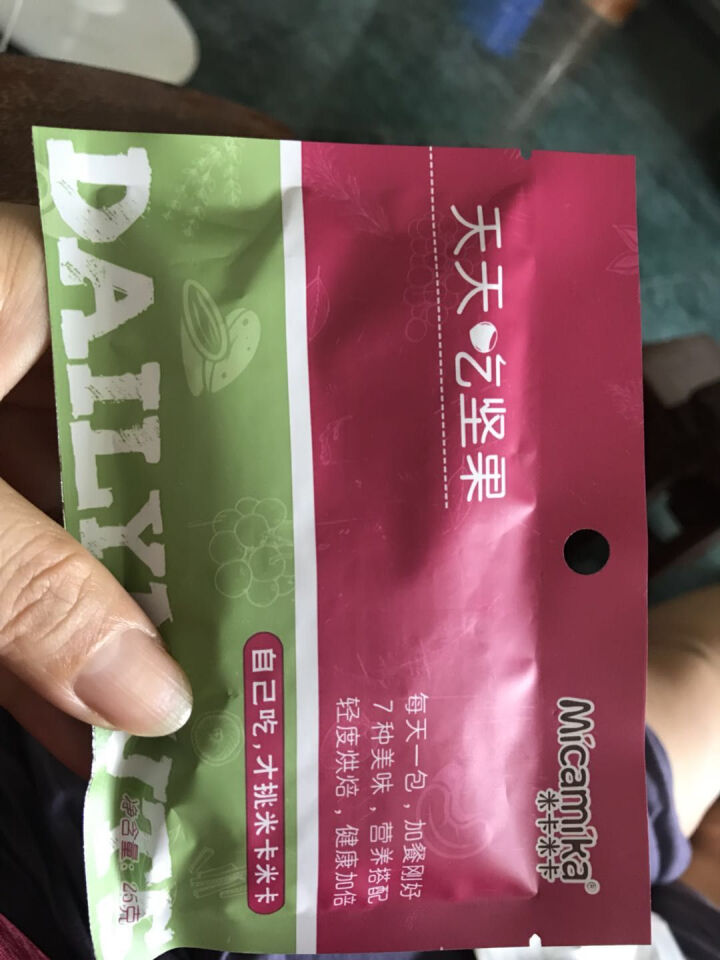 Micamika®
米卡米卡
天天吃坚果
每天一包,加餐刚好
7种美味,营养搭配
轻度烘焙,健康加倍
自己吃,才挑米卡米卡
DAILY
净含量:26克